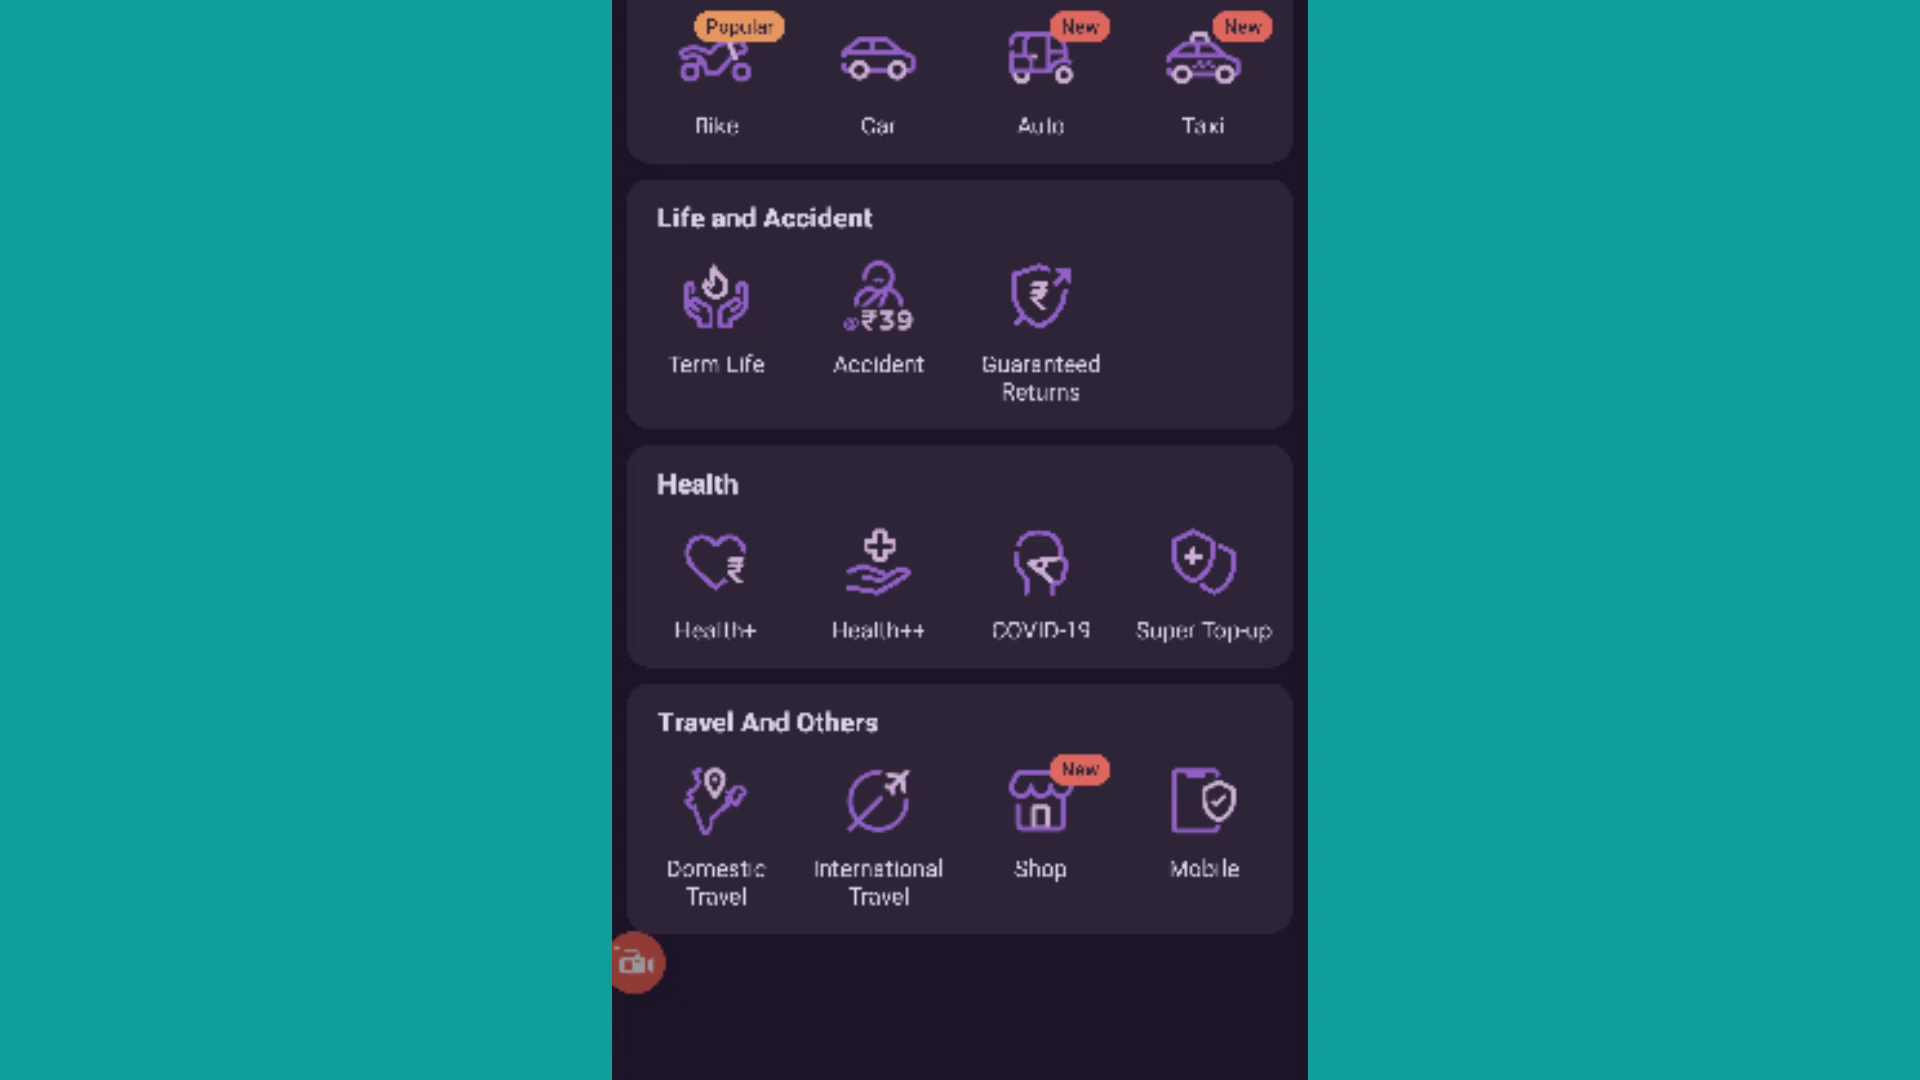 Popular
New
New
Bike
Car
Auto
Taxi
Life and Accident
@₹39
Term Life
Accident
Guaranteed
Returns
Health
₹
Health+
Health++
COVID-19
Super Top-up
Travel And Others
New
Domestic
Travel
International
Travel
Shop
Mobile